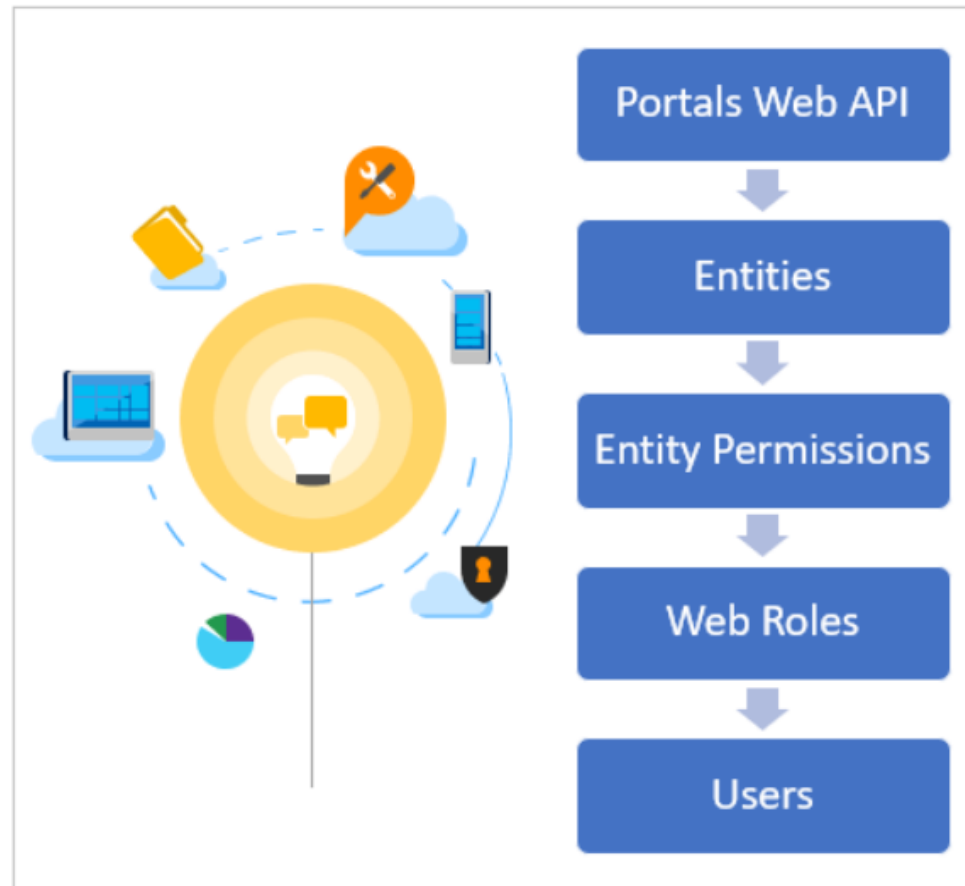 Portals Web API
Entities
Entity Permissions
Web Roles
Users